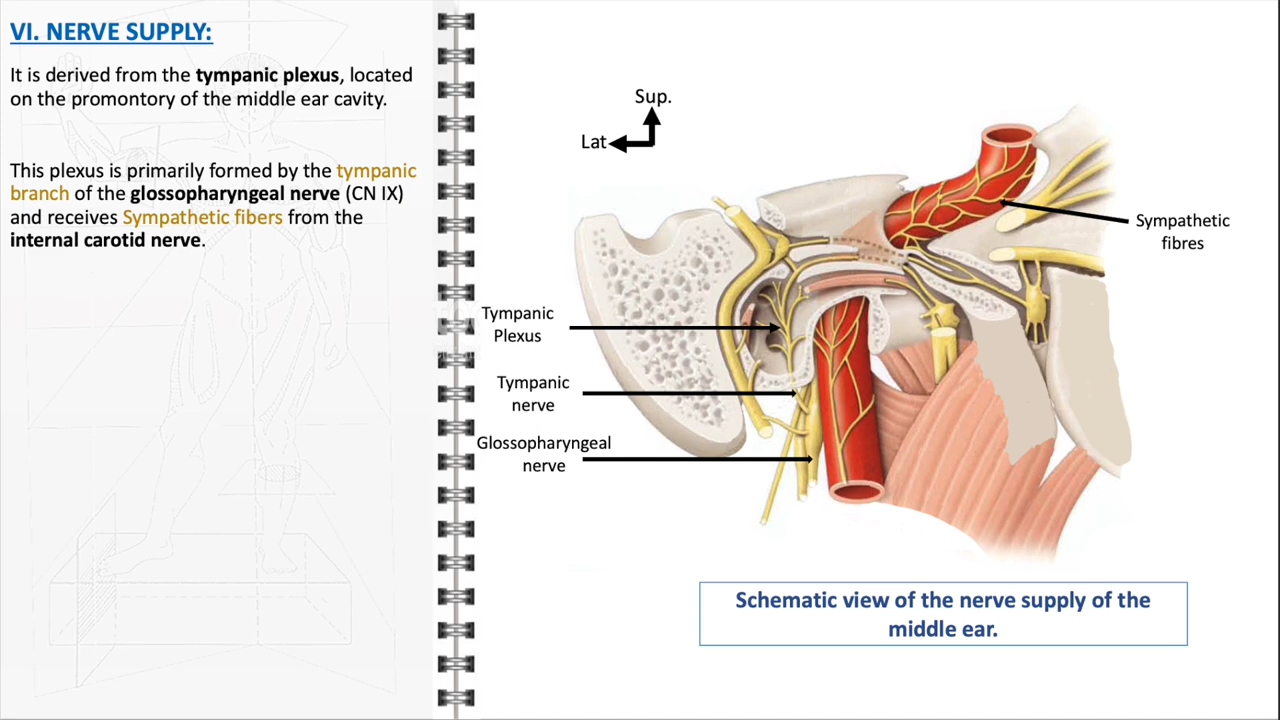 VI. NERVE SUPPLY:
It is derived from the tympanic plexus, located
on the promontory of the middle ear cavity.
This plexus is primarily formed by the tympanic
branch of the glossopharyngeal nerve (CN IX)
and receives Sympathetic fibers from the
internal carotid nerve.
Sup.
Lat
Sympathetic
fibres
Tympanic
Plexus
Tympanic
nerve
Glossopharyngeal
nerve
Schematic view of the nerve supply of the
middle ear.